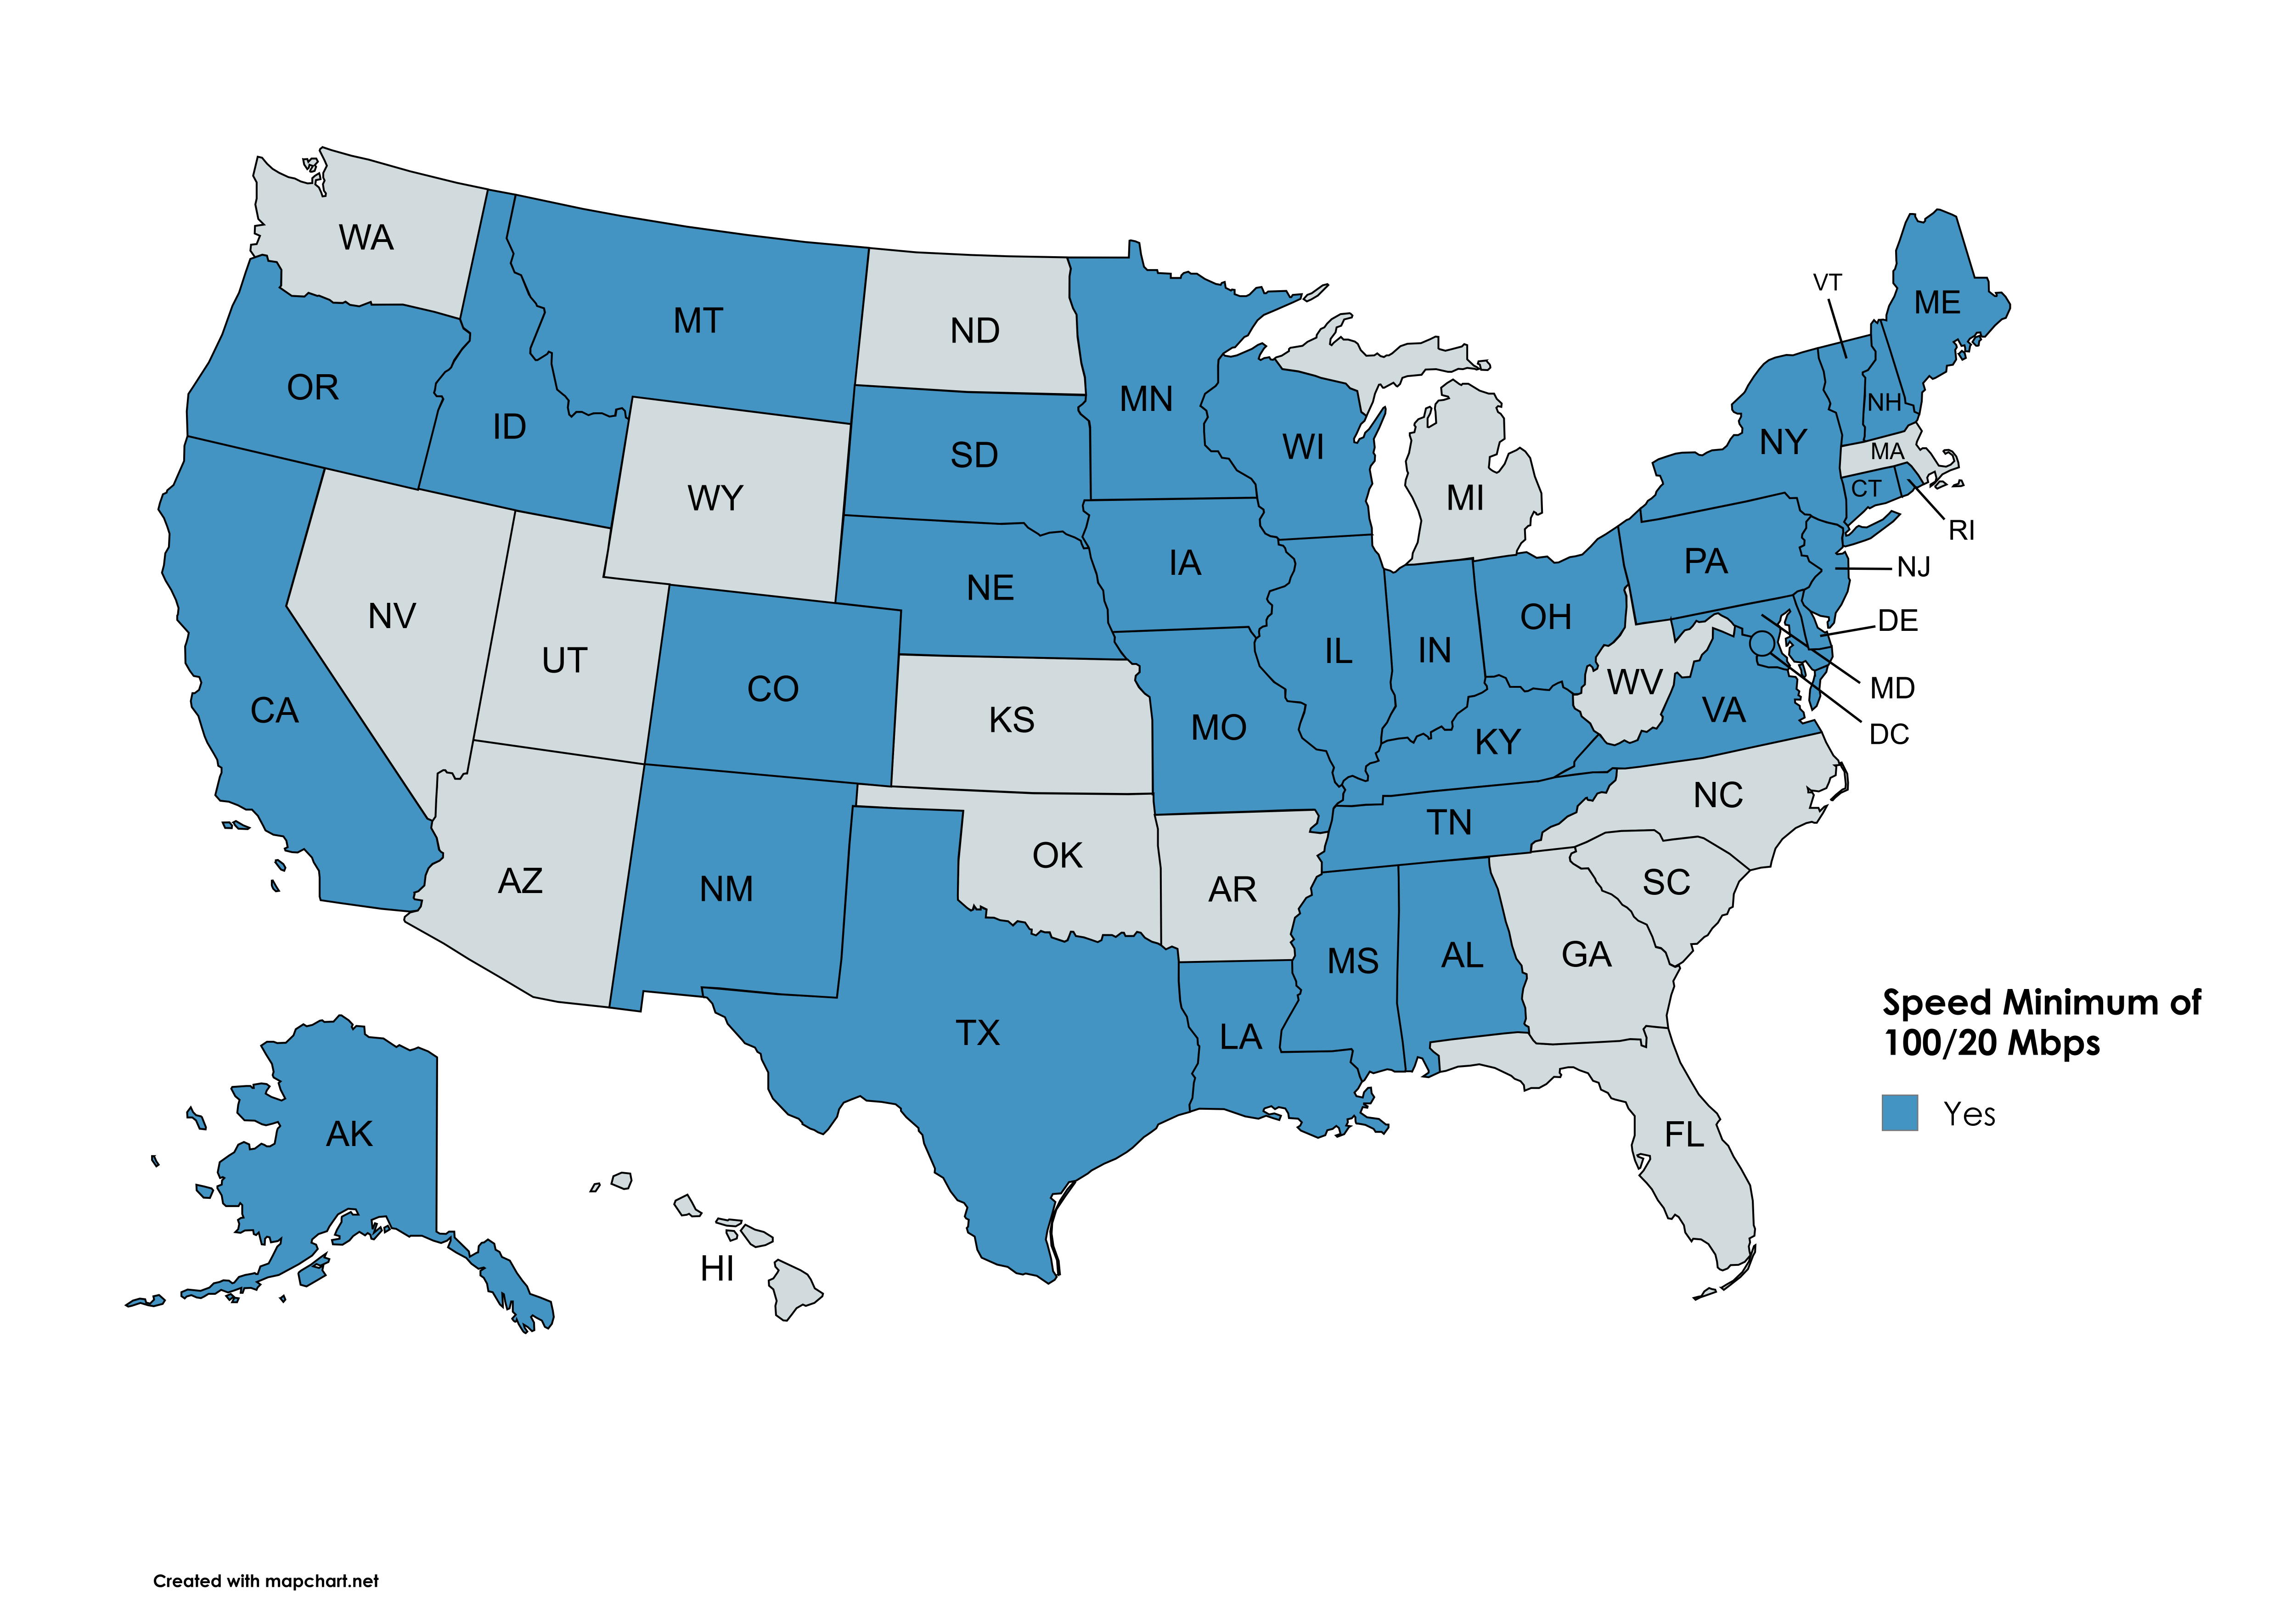 WA
VT
ME
MT
ND
OR
MN
NH
ID
NY
WI
MA
SD
CT
WY
MI
RI
PA
IA
NJ
NE
NV
OH
DE
IL
IN
UT
WV
CO
MD
CA
VA
KS
MO
DC
KY
NC
TN
OK
AZ
SC
NM
AR
GA
AL
MS
Speed Minimum of
100/20 Mbps
TX
LA
Yes
AK
FL
HI
Created with mapchart.net